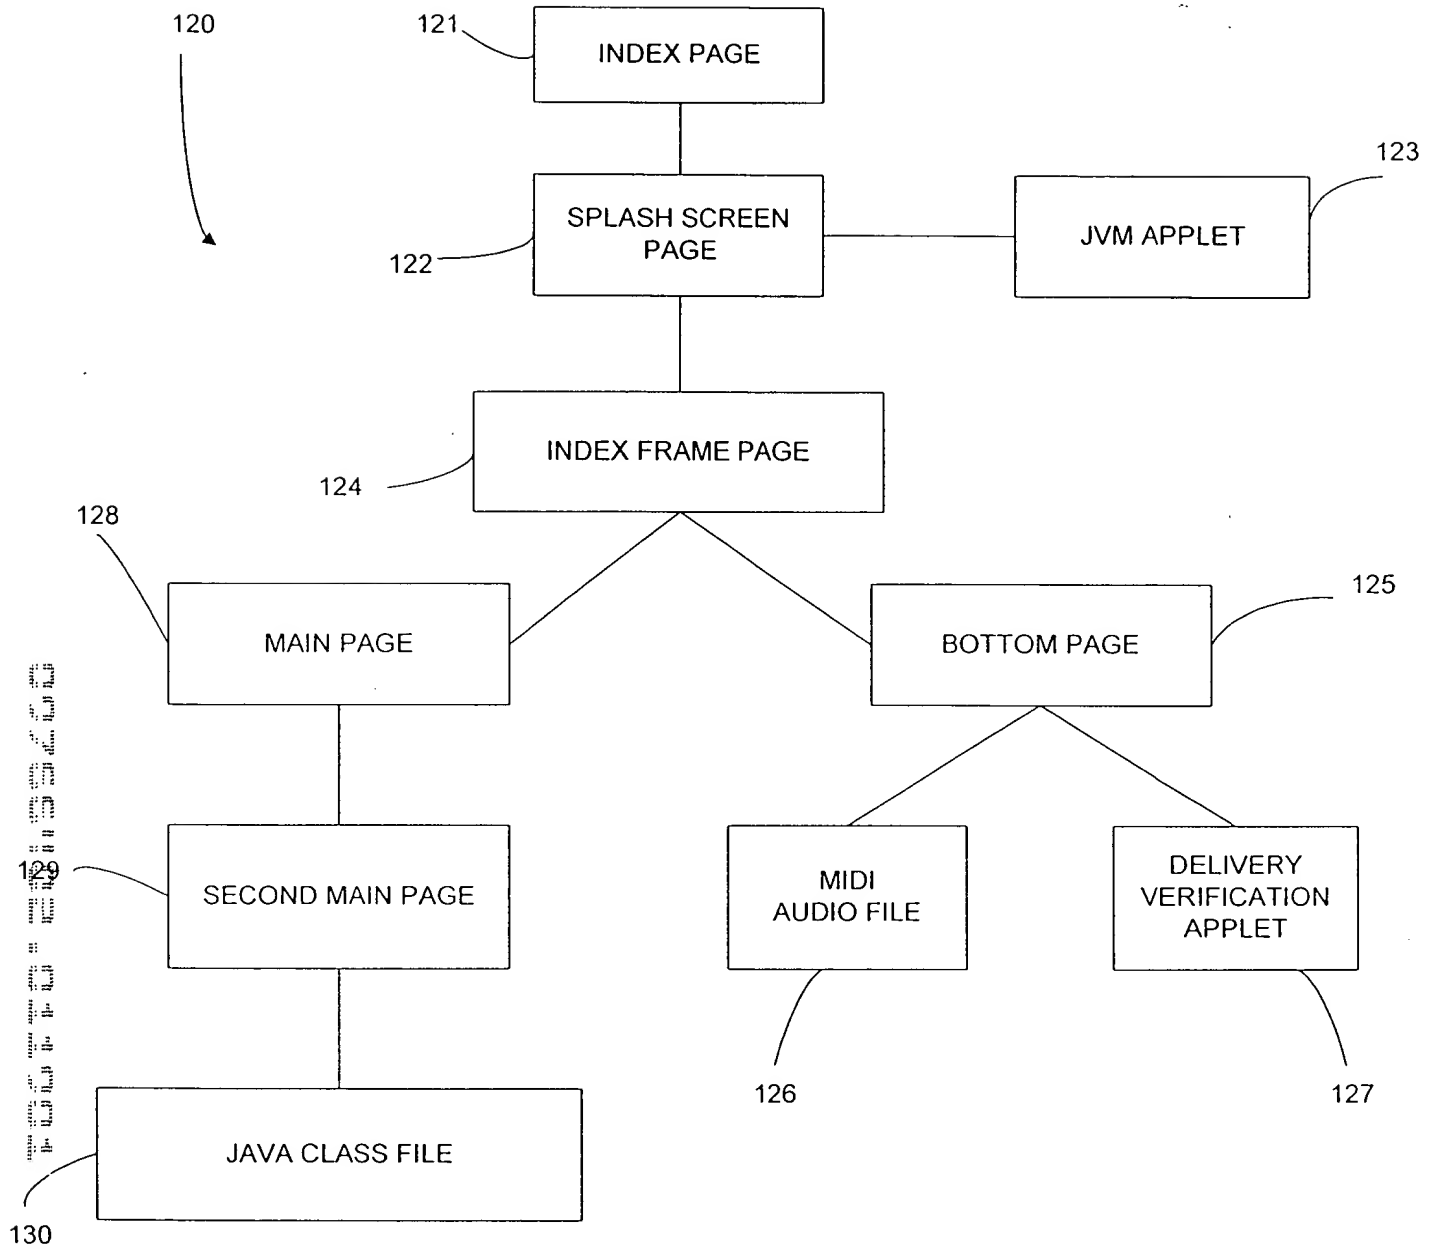 120
121
INDEX PAGE
123
SPLASH SCREEN
PAGE
JVM APPLET
122
INDEX FRAME PAGE
124
128
125
MAIN PAGE
BOTTOM PAGE
129
SECOND MAIN PAGE
MIDI
AUDIO FILE
DELIVERY
VERIFICATION
APPLET
126
127
JAVA CLASS FILE
130